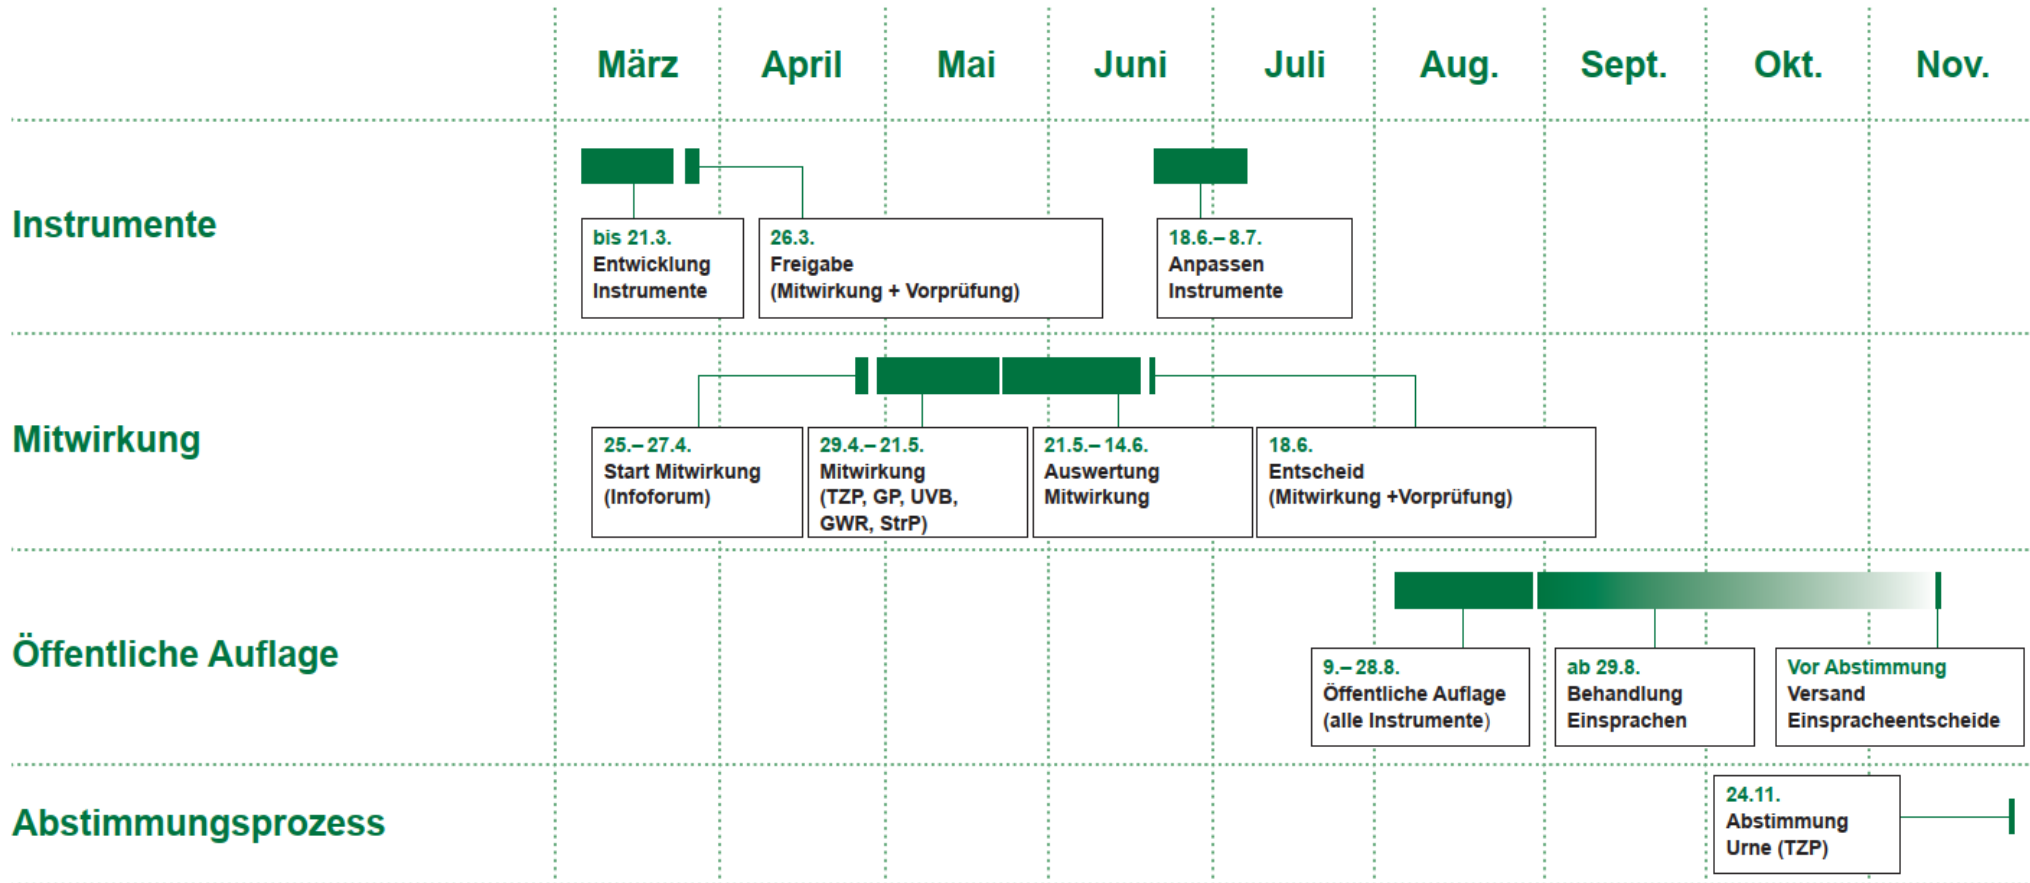 März April Mai Juni Juli Aug. Sept. Okt. Nov.
Instrumente
bis 21.3.
Entwicklung
Instrumente
26.3.
Freigabe
(Mitwirkung + Vorprüfung)
18.6.– 8.7.
Anpassen
Instrumente
Mitwirkung
25.– 27.4.
Start Mitwirkung
(Infoforum)
29.4.– 21.5.
Mitwirkung
(TZP, GP, UVB,
GWR, StrP)
21.5.– 14.6.
Auswertung
Mitwirkung
18.6.
Entscheid
(Mitwirkung +Vorprüfung)
Öffentliche Auflage
9.– 28.8.
Öffentliche Auflage
(alle Instrumente)
ab 29.8.
Behandlung
Einsprachen
Vor Abstimmung
Versand
Einspracheentscheide
Abstimmungsprozess
24.11.
Abstimmung
Urne (TZP)